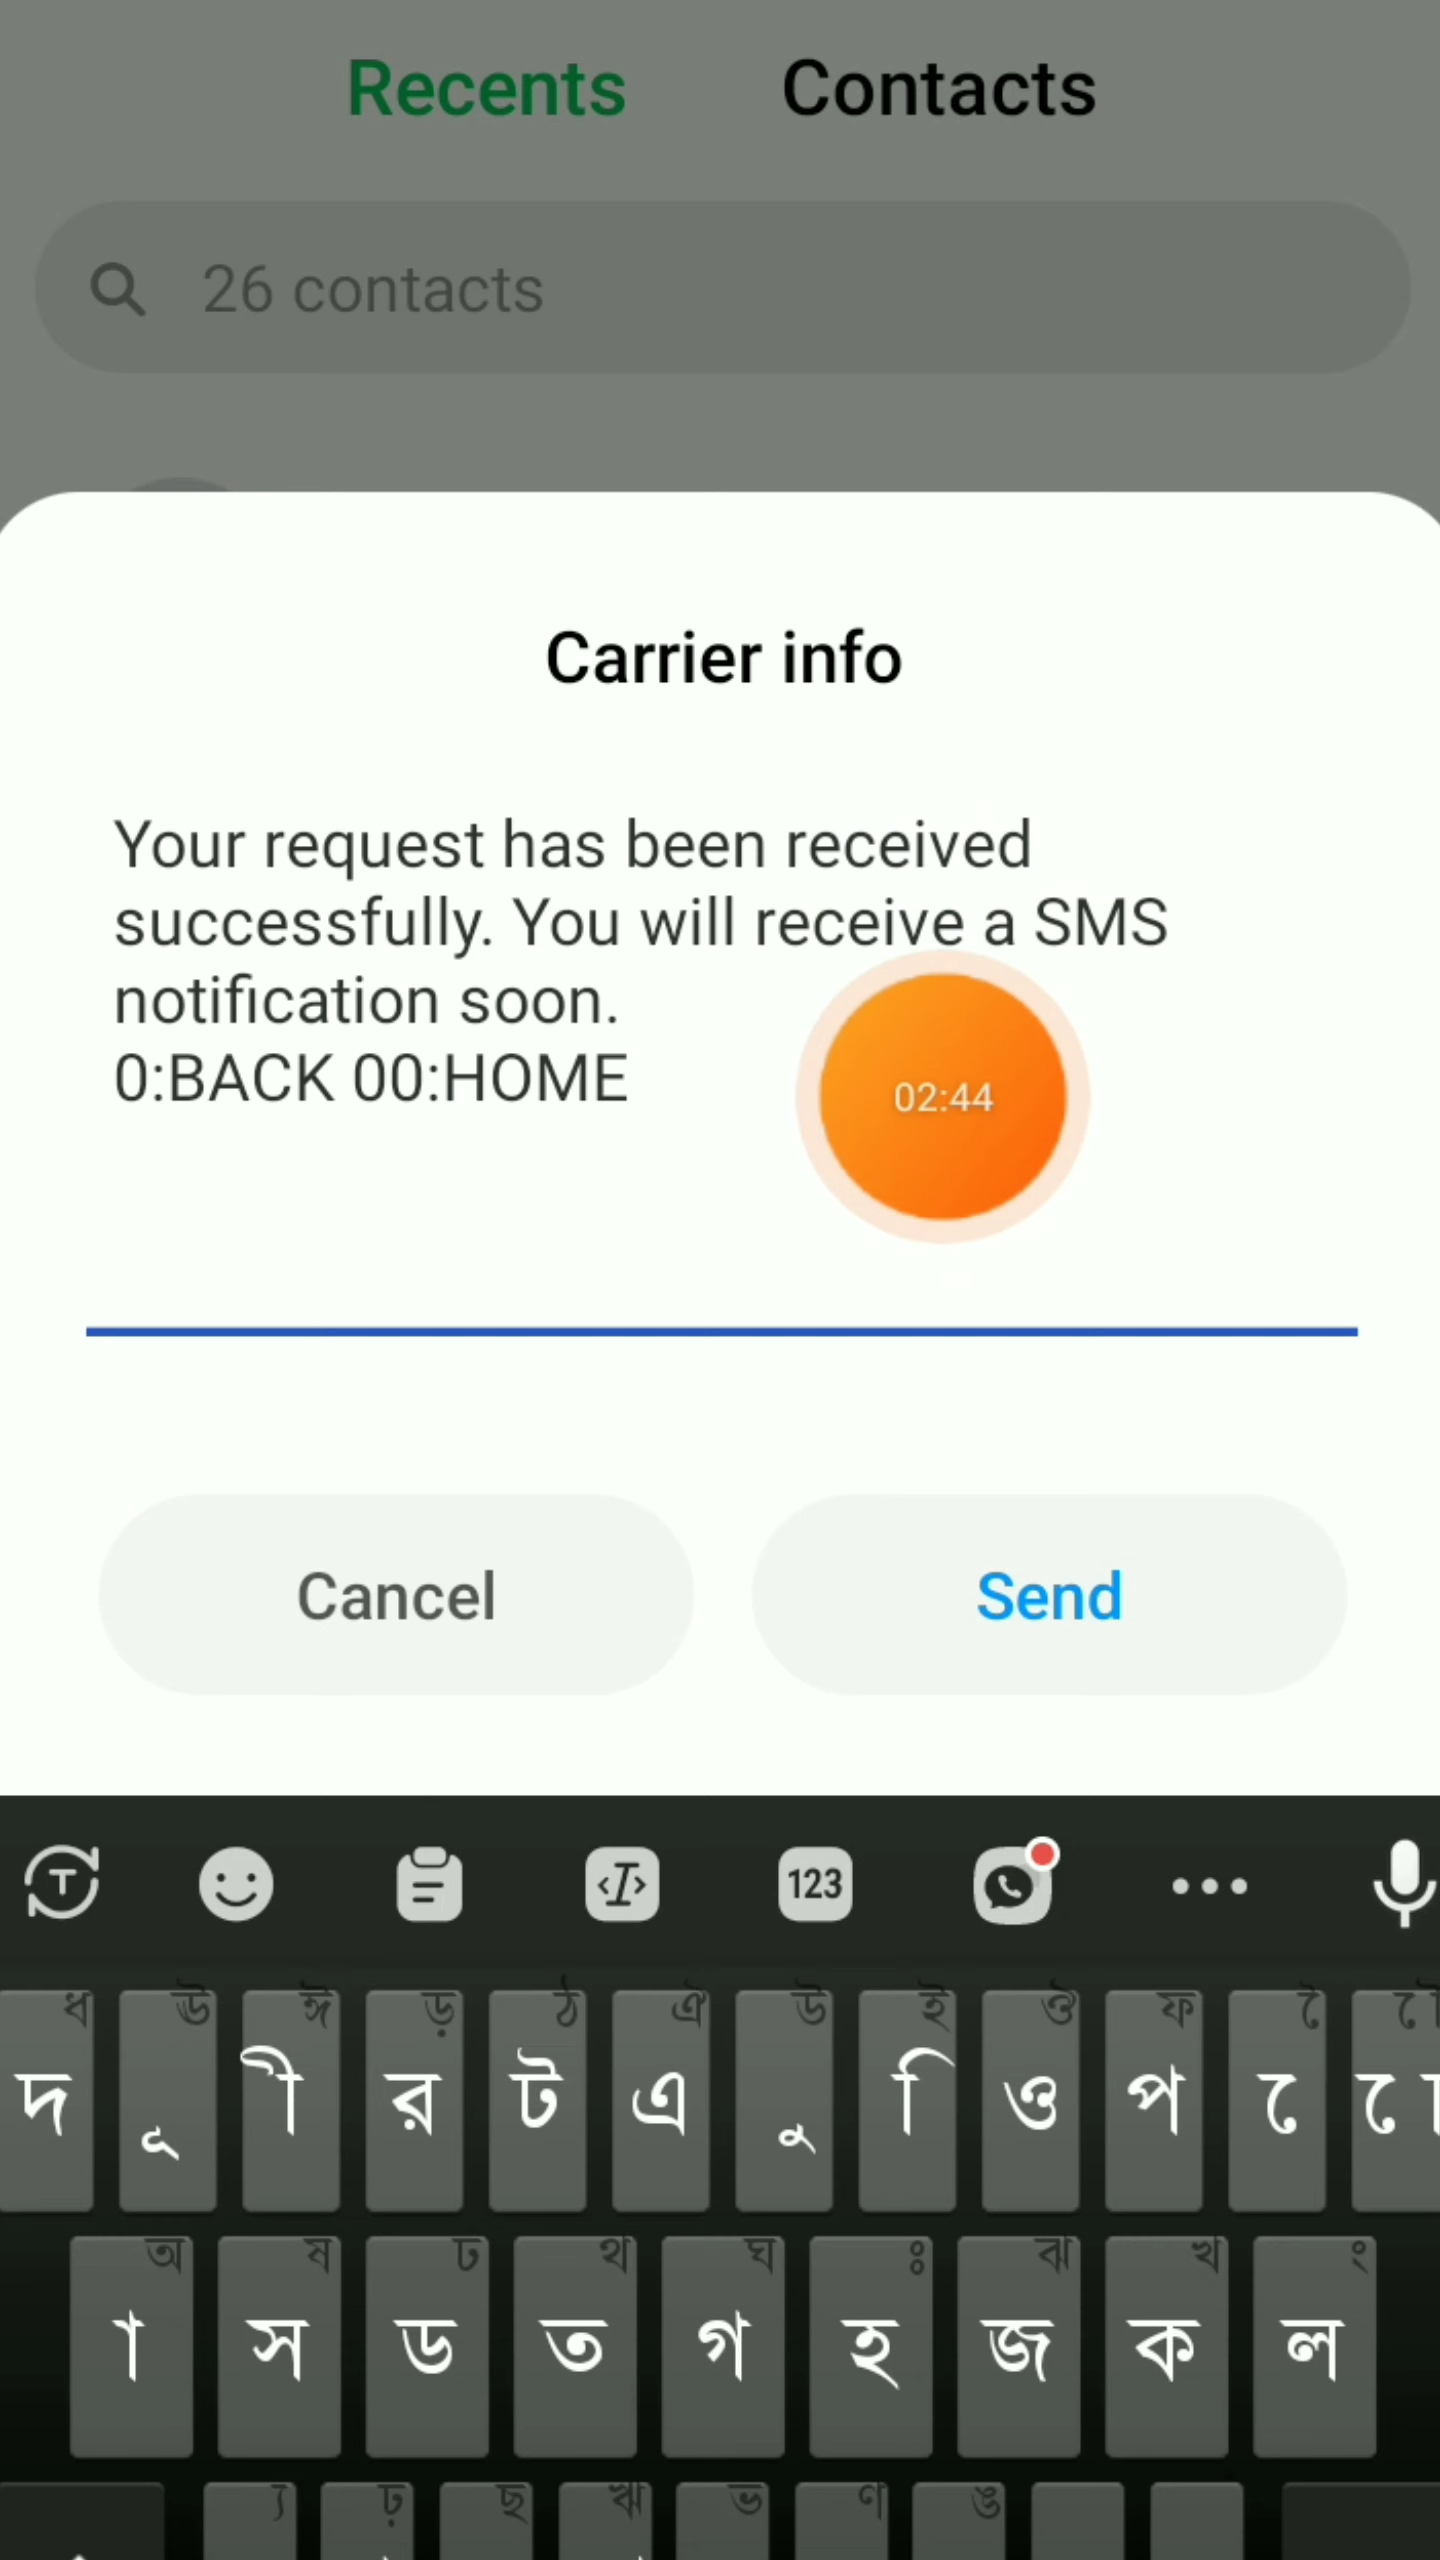 Recents Contacts
26 contacts
Carrier info
Your request has been received
successfully. You will receive a SMS
notification soon.
0:BACK 00:HOME
02:44
Cancel Send
T 123
ধ ঊ ঈ ড় ঠ ঐ উ ই ঔ ফ ৈ ৌ
দ ূ ী র ট এ ু ি ও প ে ো
অ ষ ঢ থ ঘ ঃ ঝ খ ং
া স ড ত গ হ জ ক ল
ঢ় ছ ঋ ভ ণ ঙ